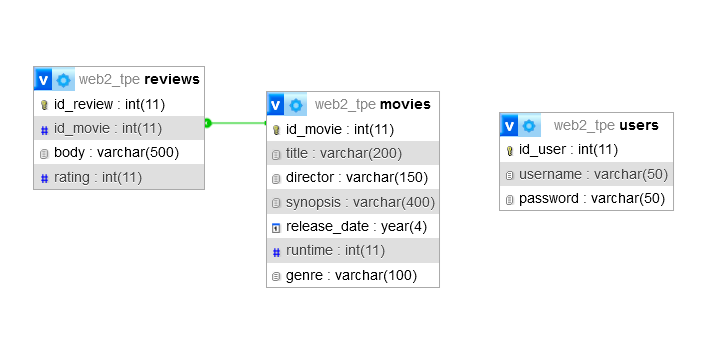 v web2_tpe reviews
id_review : int(11)
# id_movie : int(11)
body : varchar(500)
# rating : int(11)
v web2_tpe movies
id_movie : int(11)
title : varchar(200)
director : varchar(150)
synopsis : varchar(400)
release_date : year(4)
# runtime : int(11)
genre : varchar(100)
v web2_tpe users
id_user : int(11)
username : varchar(50)
password : varchar(50)